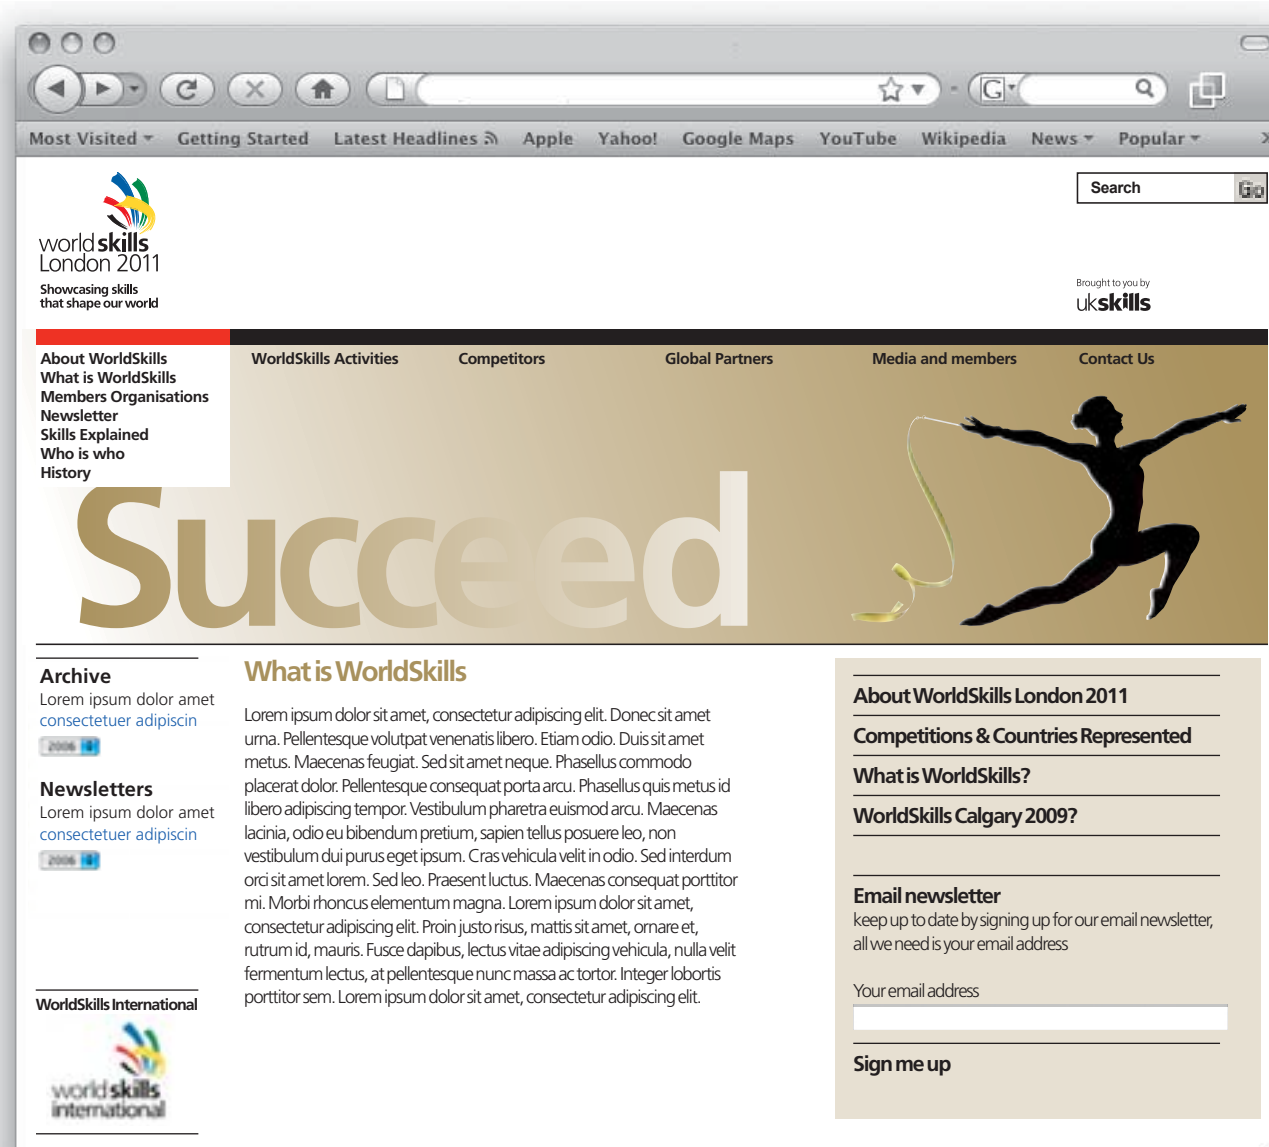 Most Visited
Getting Started
Latest Headlines
Apple
Yahoo!
Google Maps
YouTube
Wikipedia
News
Popular
G
world skills
London 2011
Showcasing skills
that shape our world
Search
Go
Brought to you by
ukskills
About WorldSkills
What is WorldSkills
Members Organisations
Newsletter
Skills Explained
Who is who
History
WorldSkills Activities
Competitors
Global Partners
Media and members
Contact Us
Succeed
Archive
Lorem ipsum dolor amet
consectetuer adipiscin
2006
Newsletters
Lorem ipsum dolor amet
consectetuer adipiscin
2006
WorldSkills International
world skills
international
What is WorldSkills
Lorem ipsum dolor sit amet, consectetur adipiscing elit. Donec sit amet
urna. Pellentesque volutpat venenatis libero. Etiam odio. Duis sit amet
metus. Maecenas feugiat. Sed sit amet neque. Phasellus commodo
placerat dolor. Pellentesque consequat porta arcu. Phasellus quis metus id
libero adipiscing tempor. Vestibulum pharetra euismod arcu. Maecenas
lacinia, odio eu bibendum pretium, sapien tellus posuere leo, non
vestibulum dui purus eget ipsum. Cras vehicula velit in odio. Sed interdum
orci sit amet lorem. Sed leo. Praesent luctus. Maecenas consequat porttitor
mi. Morbi rhoncus elementum magna. Lorem ipsum dolor sit amet,
consectetur adipiscing elit. Proin justo risus, mattis sit amet, ornare et,
rutrum id, mauris. Fusce dapibus, lectus vitae adipiscing vehicula, nulla velit
fermentum lectus, at pellentesque nunc massa ac tortor. Integer lobortis
porttitor sem. Lorem ipsum dolor sit amet, consectetur adipiscing elit.
About WorldSkills London 2011
Competitions & Countries Represented
What is WorldSkills?
WorldSkills Calgary 2009?
Email newsletter
keep up to date by signing up for our email newsletter,
all we need is your email address
Your email address
Sign me up